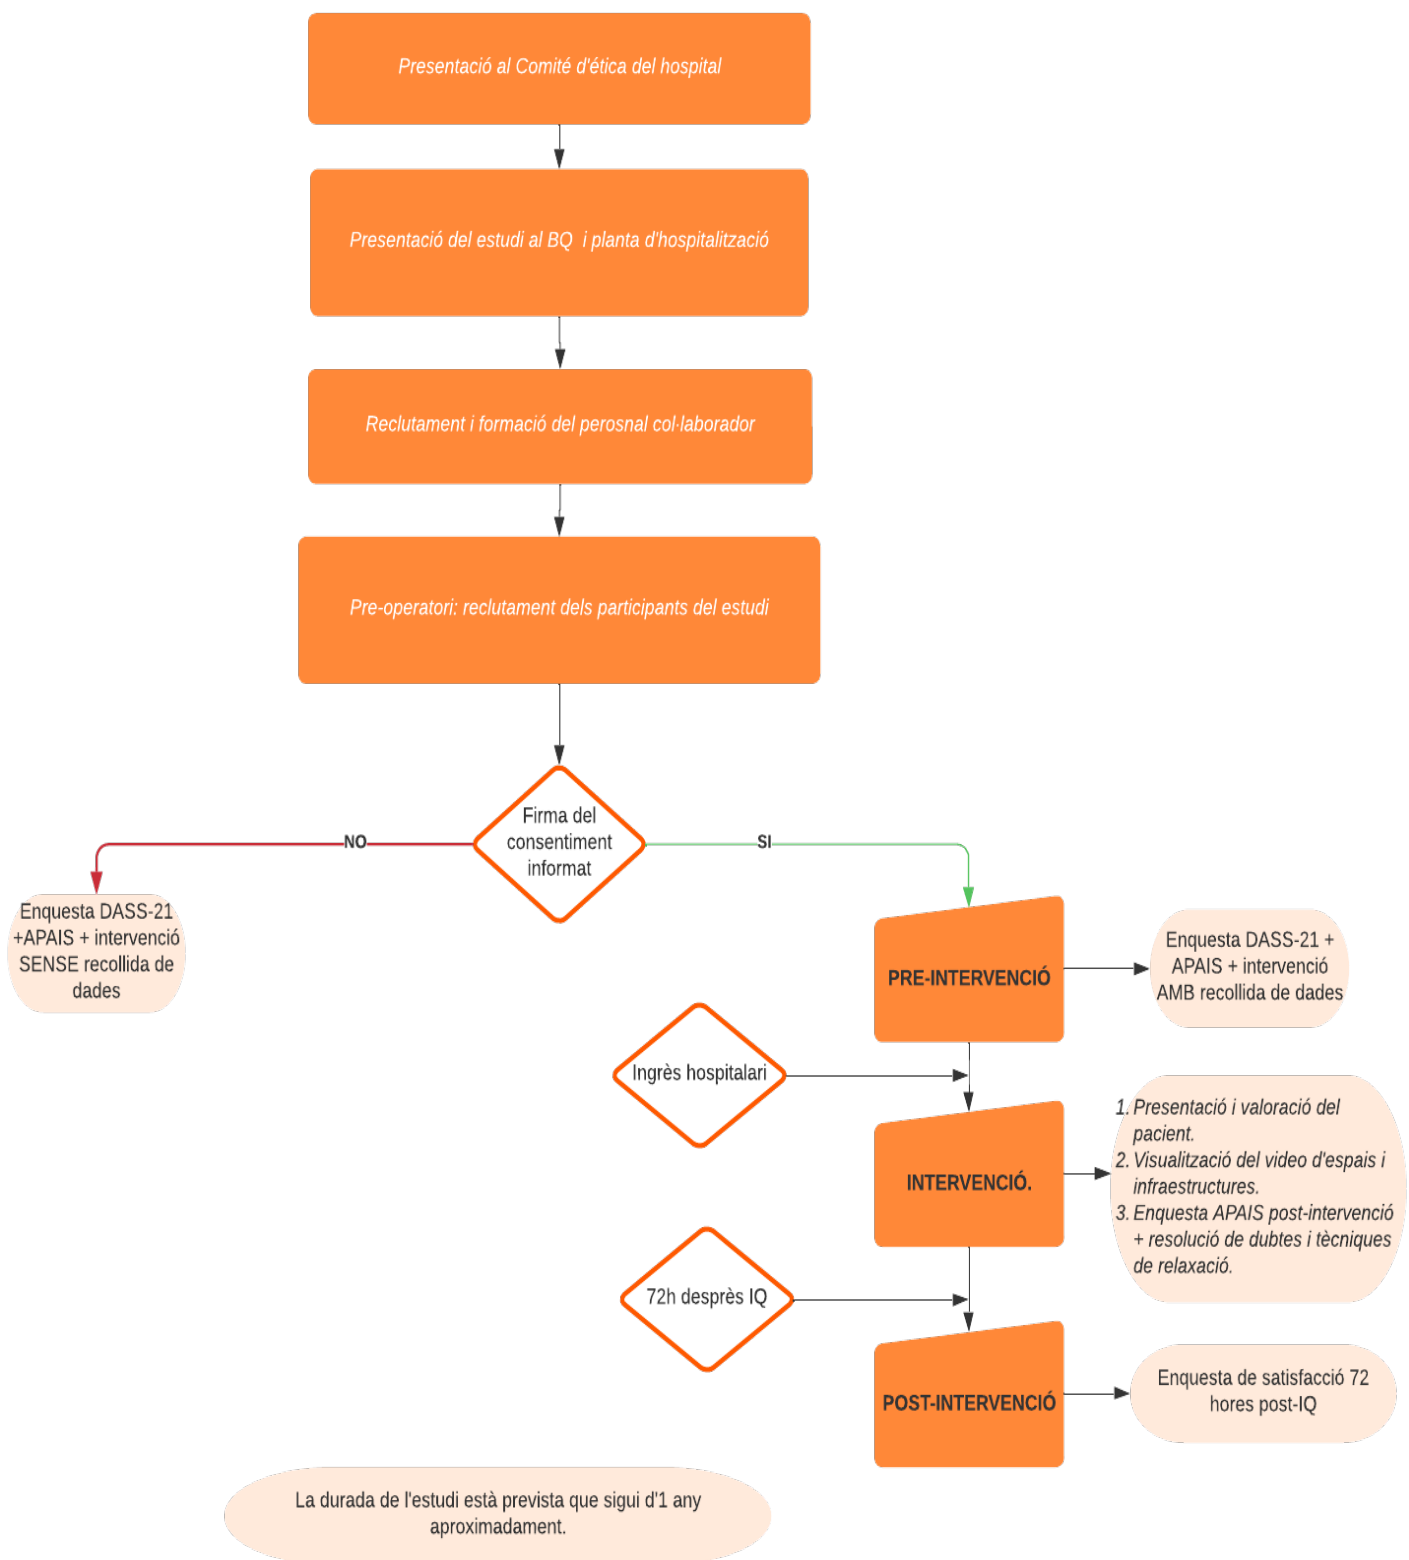 Presentació al Comité d'ética del hospital
Presentació del estudi al BQ i planta d'hospitalització
Reclutament i formació del perosnal col·laborador
Pre-operatori: reclutament dels participants del estudi
Firma del
consentiment
informat
NO
SI
Enquesta DASS-21
+APAIS + intervenció
SENSE recollida de
dades
PRE-INTERVENCIÓ
Enquesta DASS-21 +
APAIS + intervenció
AMB recollida de dades
Ingrès hospitalari
INTERVENCIÓ.
1. Presentació i valoració del
pacient.
2. Visualització del video d'espais i
infraestructures.
3. Enquesta APAIS post-intervenció
+ resolució de dubtes i tècniques
de relaxació.
72h desprès IQ
POST-INTERVENCIÓ
Enquesta de satisfacció 72
hores post-IQ
La durada de l'estudi està prevista que sigui d'1 any
aproximadament.